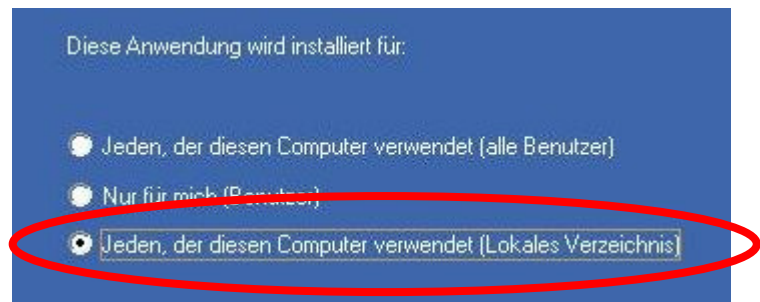 Diese Anwendung wird installiert für:
Jeden, der diesen Computer verwendet (alle Benutzer)
Nur für mich (Benutzer)
Jeden, der diesen Computer verwendet (Lokales Verzeichnis)